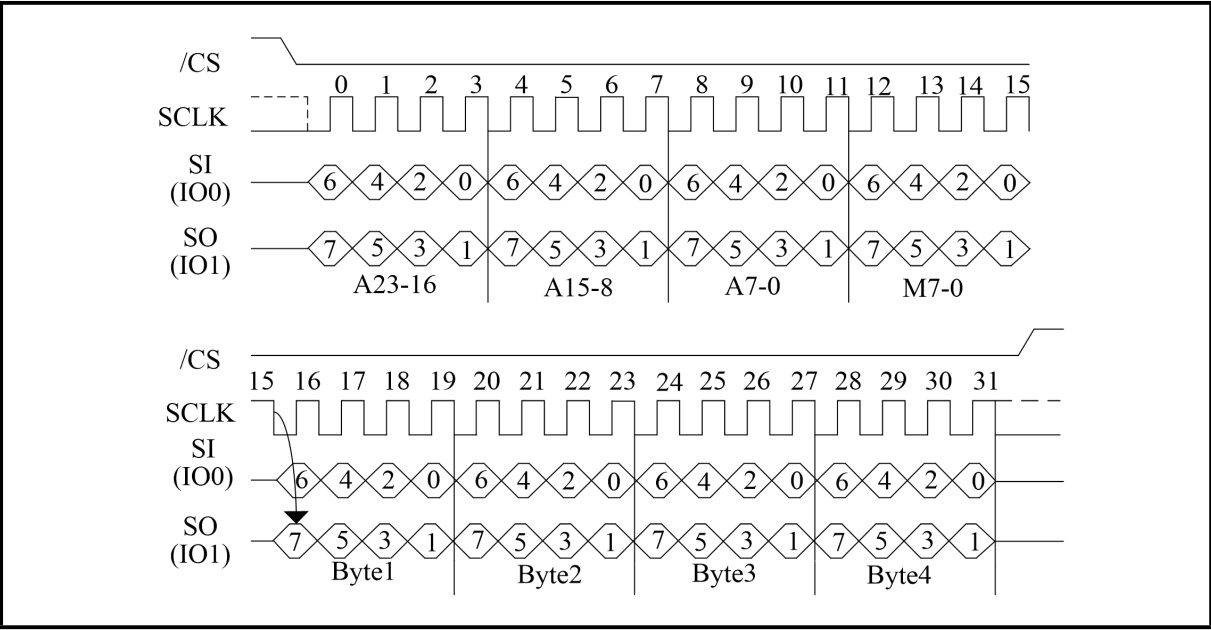 /CS
0 1 2 3 4 5 6 7 8 9 10 11 12 13 14 15
SCLK
SI
(IO0)
6 4 2 0 6 4 2 0 6 4 2 0 6 4 2 0
SO
(IO1)
7 5 3 1 7 5 3 1 7 5 3 1 7 5 3 1
A23-16 A15-8 A7-0 M7-0
/CS
15 16 17 18 19 20 21 22 23 24 25 26 27 28 29 30 31
SCLK
SI
(IO0)
6 4 2 0 6 4 2 0 6 4 2 0 6 4 2 0
SO
(IO1)
7 5 3 1 7 5 3 1 7 5 3 1 7 5 3 1
Byte1 Byte2 Byte3 Byte4